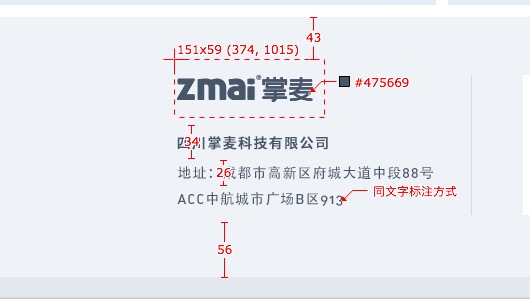 43
151x59 (374, 1015)
zmai®掌麦
#475669
34
四川掌麦科技有限公司
26
地址：成都市高新区府城大道中段88号
同文字标注方式
ACC中航城市广场B区913
56